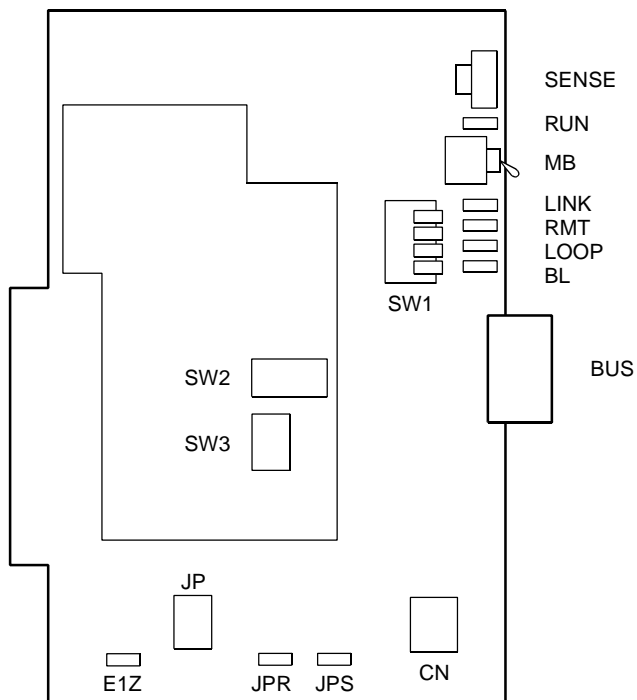 SENSE
RUN
MB
LINK
RMT
LOOP
BL
SW1
BUS
SW2
SW3
JP
E1Z
JPR
JPS
CN